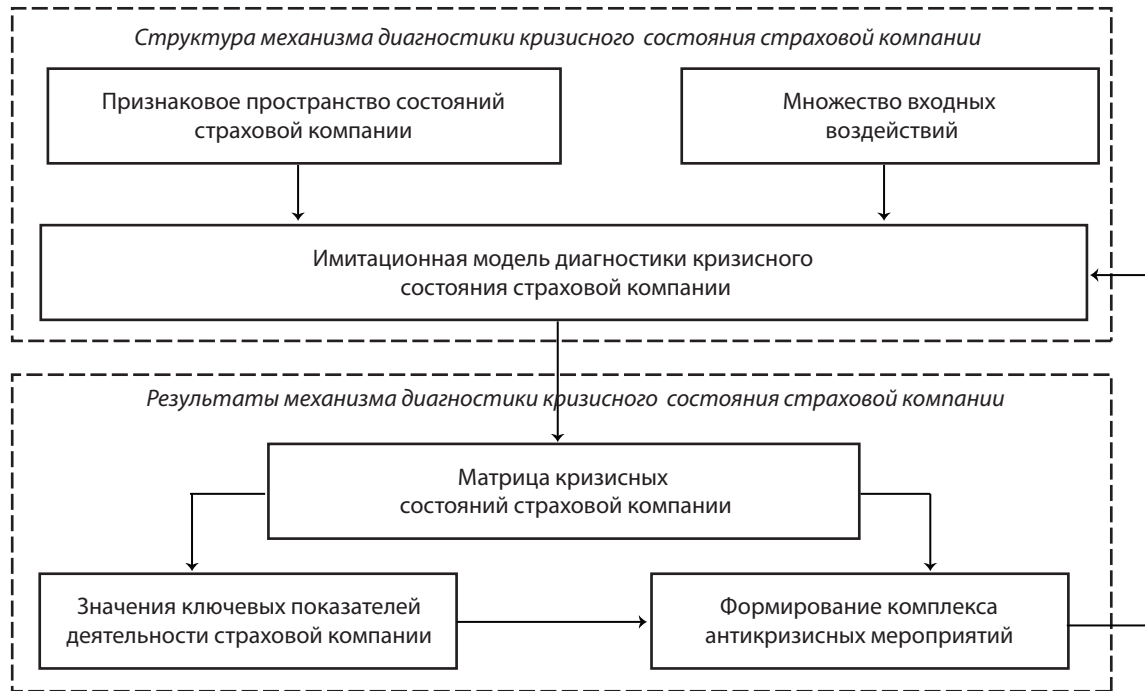 Структура механизма диагностики кризисного состояния страховой компании
Признаковое пространство состояний
страховой компании
Множество входных
воздействий
Имитационная модель диагностики кризисного
состояния страховой компании
Результаты механизма диагностики кризисного состояния страховой компании
Матрица кризисных
состояний страховой компании
Значения ключевых показателей
деятельности страховой компании
Формирование комплекса
антикризисных мероприятий